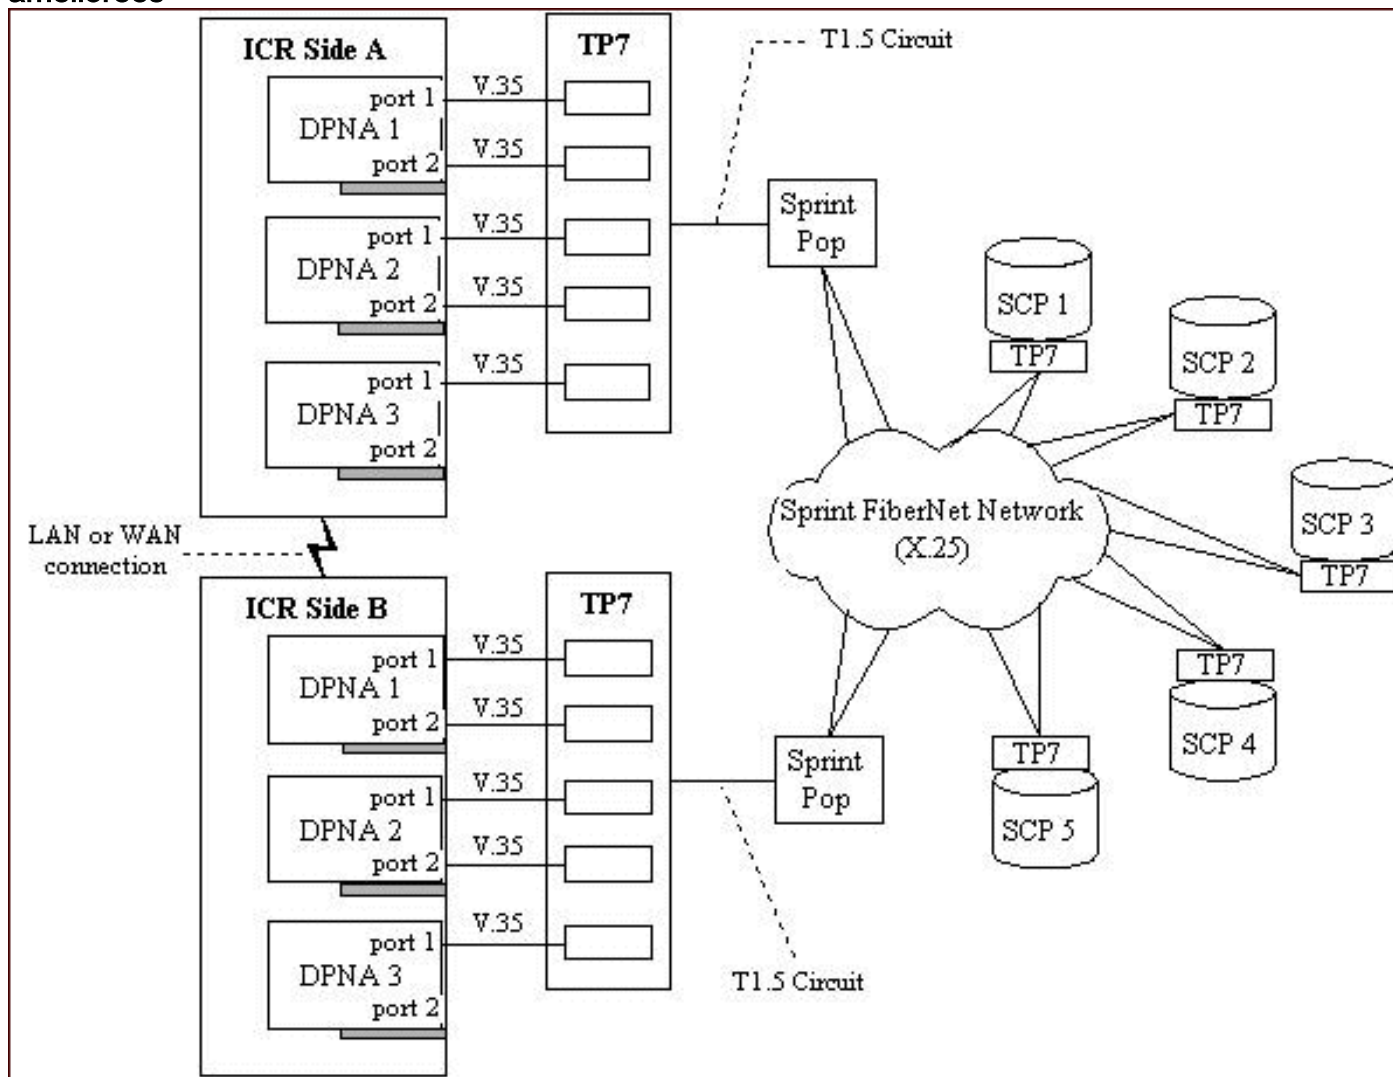 ICR Side A
port 1
DPNA 1
port 2
port 1
DPNA 2
port 2
port 1
DPNA 3
port 2
V.35
V.35
V.35
V.35
V.35
TP7
T1.5 Circuit
Sprint
Pop
SCP 1
TP7
SCP 2
TP7
SCP 3
TP7
Sprint FiberNet Network
(X.25)
LAN or WAN
connection
ICR Side B
port 1
DPNA 1
port 2
port 1
DPNA 2
port 2
port 1
DPNA 3
port 2
V.35
V.35
V.35
V.35
V.35
TP7
Sprint
Pop
T1.5 Circuit
TP7
SCP 4
TP7
SCP 5